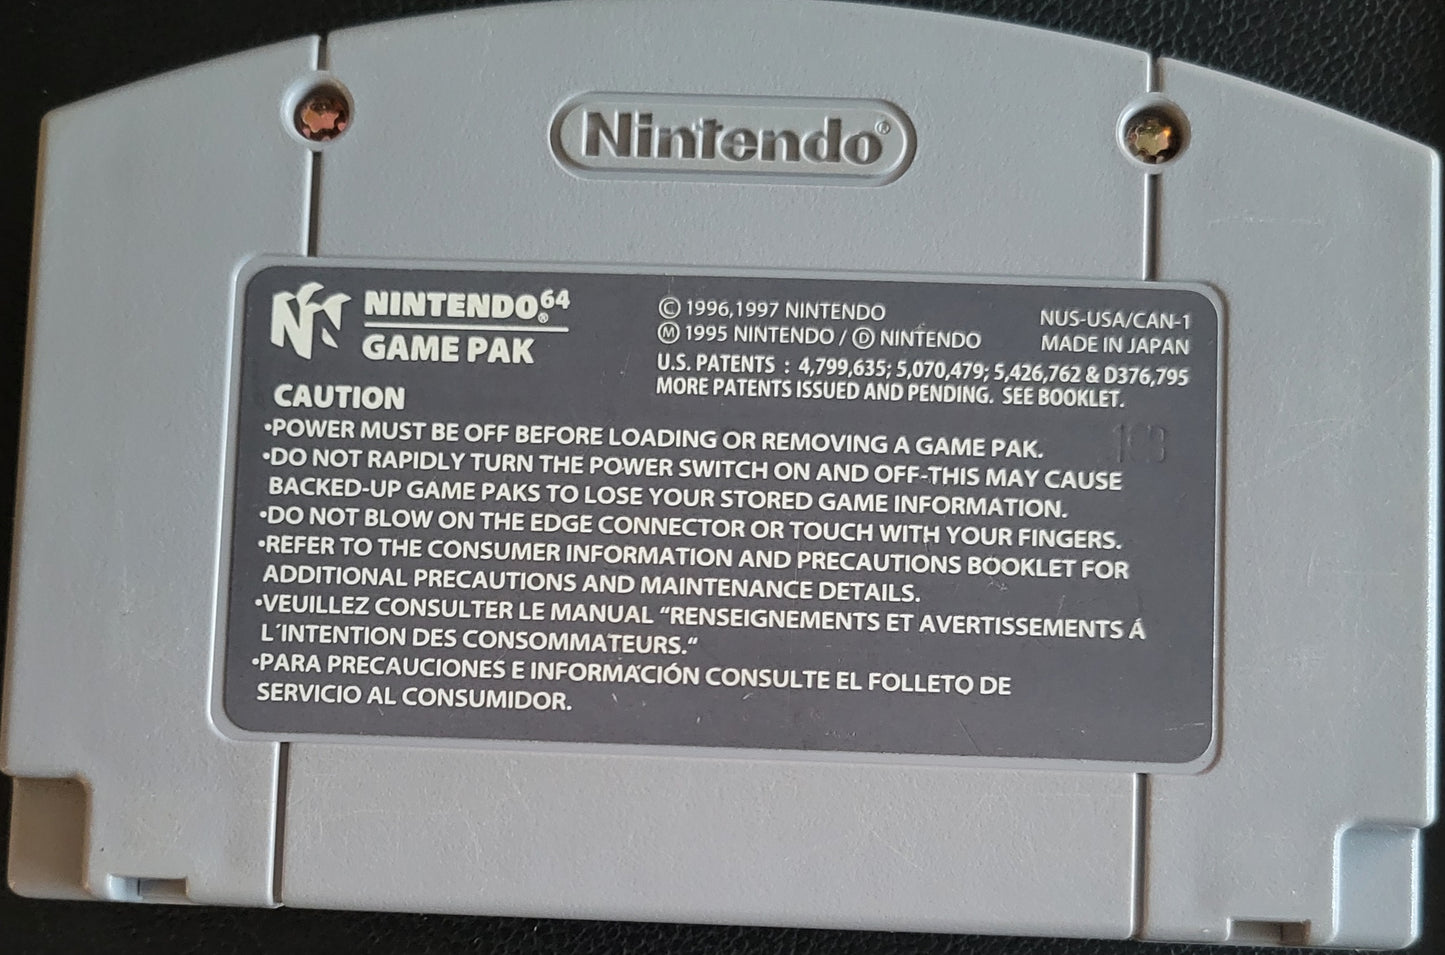 Nintendo®
NINTENDO®64
GAME PAK
© 1996,1997 NINTENDO
Ⓜ 1995 NINTENDO / Ⓓ NINTENDO
NUS-USA/CAN-1
MADE IN JAPAN
U.S. PATENTS : 4,799,635; 5,070,479; 5,426,762 & D376,795
MORE PATENTS ISSUED AND PENDING. SEE BOOKLET.
CAUTION
•POWER MUST BE OFF BEFORE LOADING OR REMOVING A GAME PAK.
•DO NOT RAPIDLY TURN THE POWER SWITCH ON AND OFF-THIS MAY CAUSE
BACKED-UP GAME PAKS TO LOSE YOUR STORED GAME INFORMATION.
•DO NOT BLOW ON THE EDGE CONNECTOR OR TOUCH WITH YOUR FINGERS.
•REFER TO THE CONSUMER INFORMATION AND PRECAUTIONS BOOKLET FOR
ADDITIONAL PRECAUTIONS AND MAINTENANCE DETAILS.
•VEUILLEZ CONSULTER LE MANUAL “RENSEIGNEMENTS ET AVERTISSEMENTS Á
L´INTENTION DES CONSOMMATEURS.“
•PARA PRECAUCIONES E INFORMACIÓN CONSULTE EL FOLLETO DE
SERVICIO AL CONSUMIDOR.